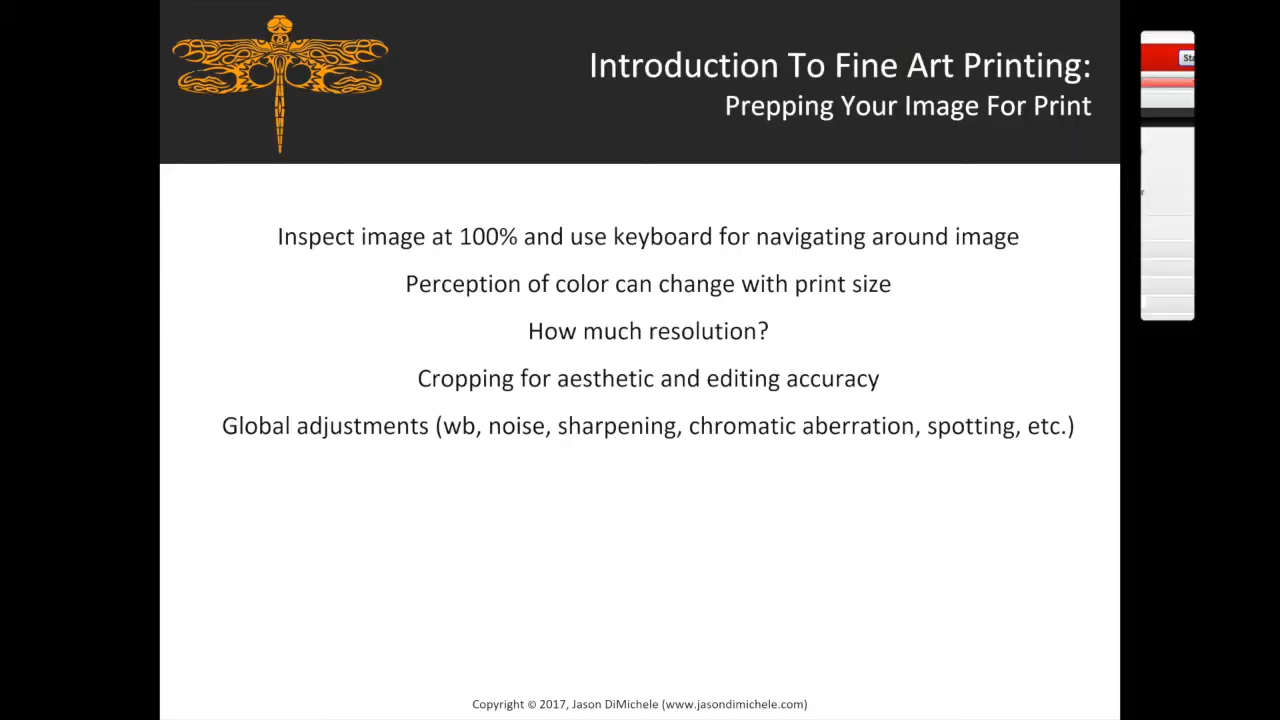 Introduction To Fine Art Printing:
Prepping Your Image For Print
Inspect image at 100% and use keyboard for navigating around image
Perception of color can change with print size
How much resolution?
Cropping for aesthetic and editing accuracy
Global adjustments (wb, noise, sharpening, chromatic aberration, spotting, etc.)
Copyright © 2017, Jason DiMichele (www.jasondimichele.com)